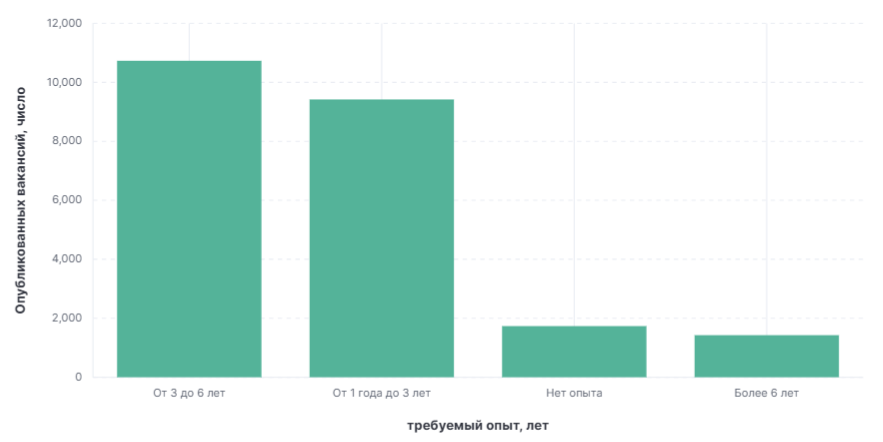 12,000
10,000
8,000
6,000
4,000
2,000
0
Опубликованных вакансий, число
От 3 до 6 лет
От 1 года до 3 лет
Нет опыта
Более 6 лет
требуемый опыт, лет